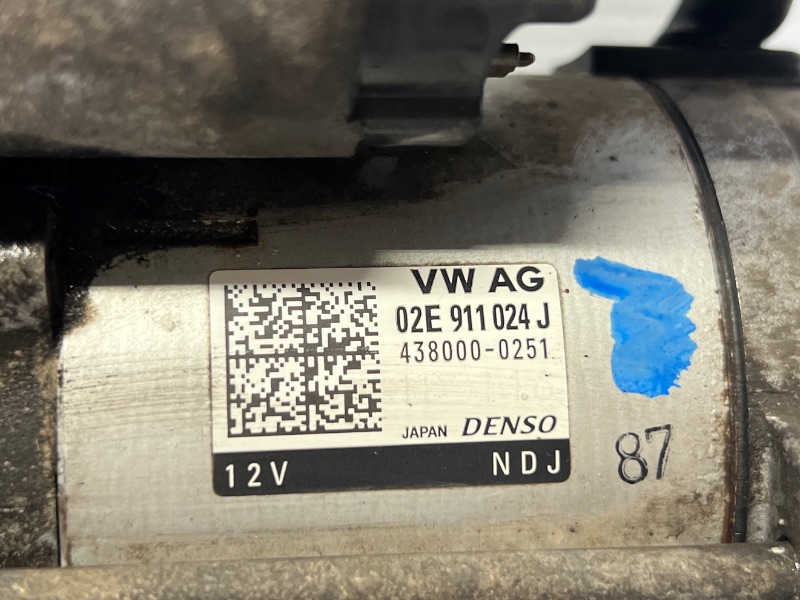 VW AG
02E 911 024 J
438000-0251
JAPAN DENSO
12V NDJ
87